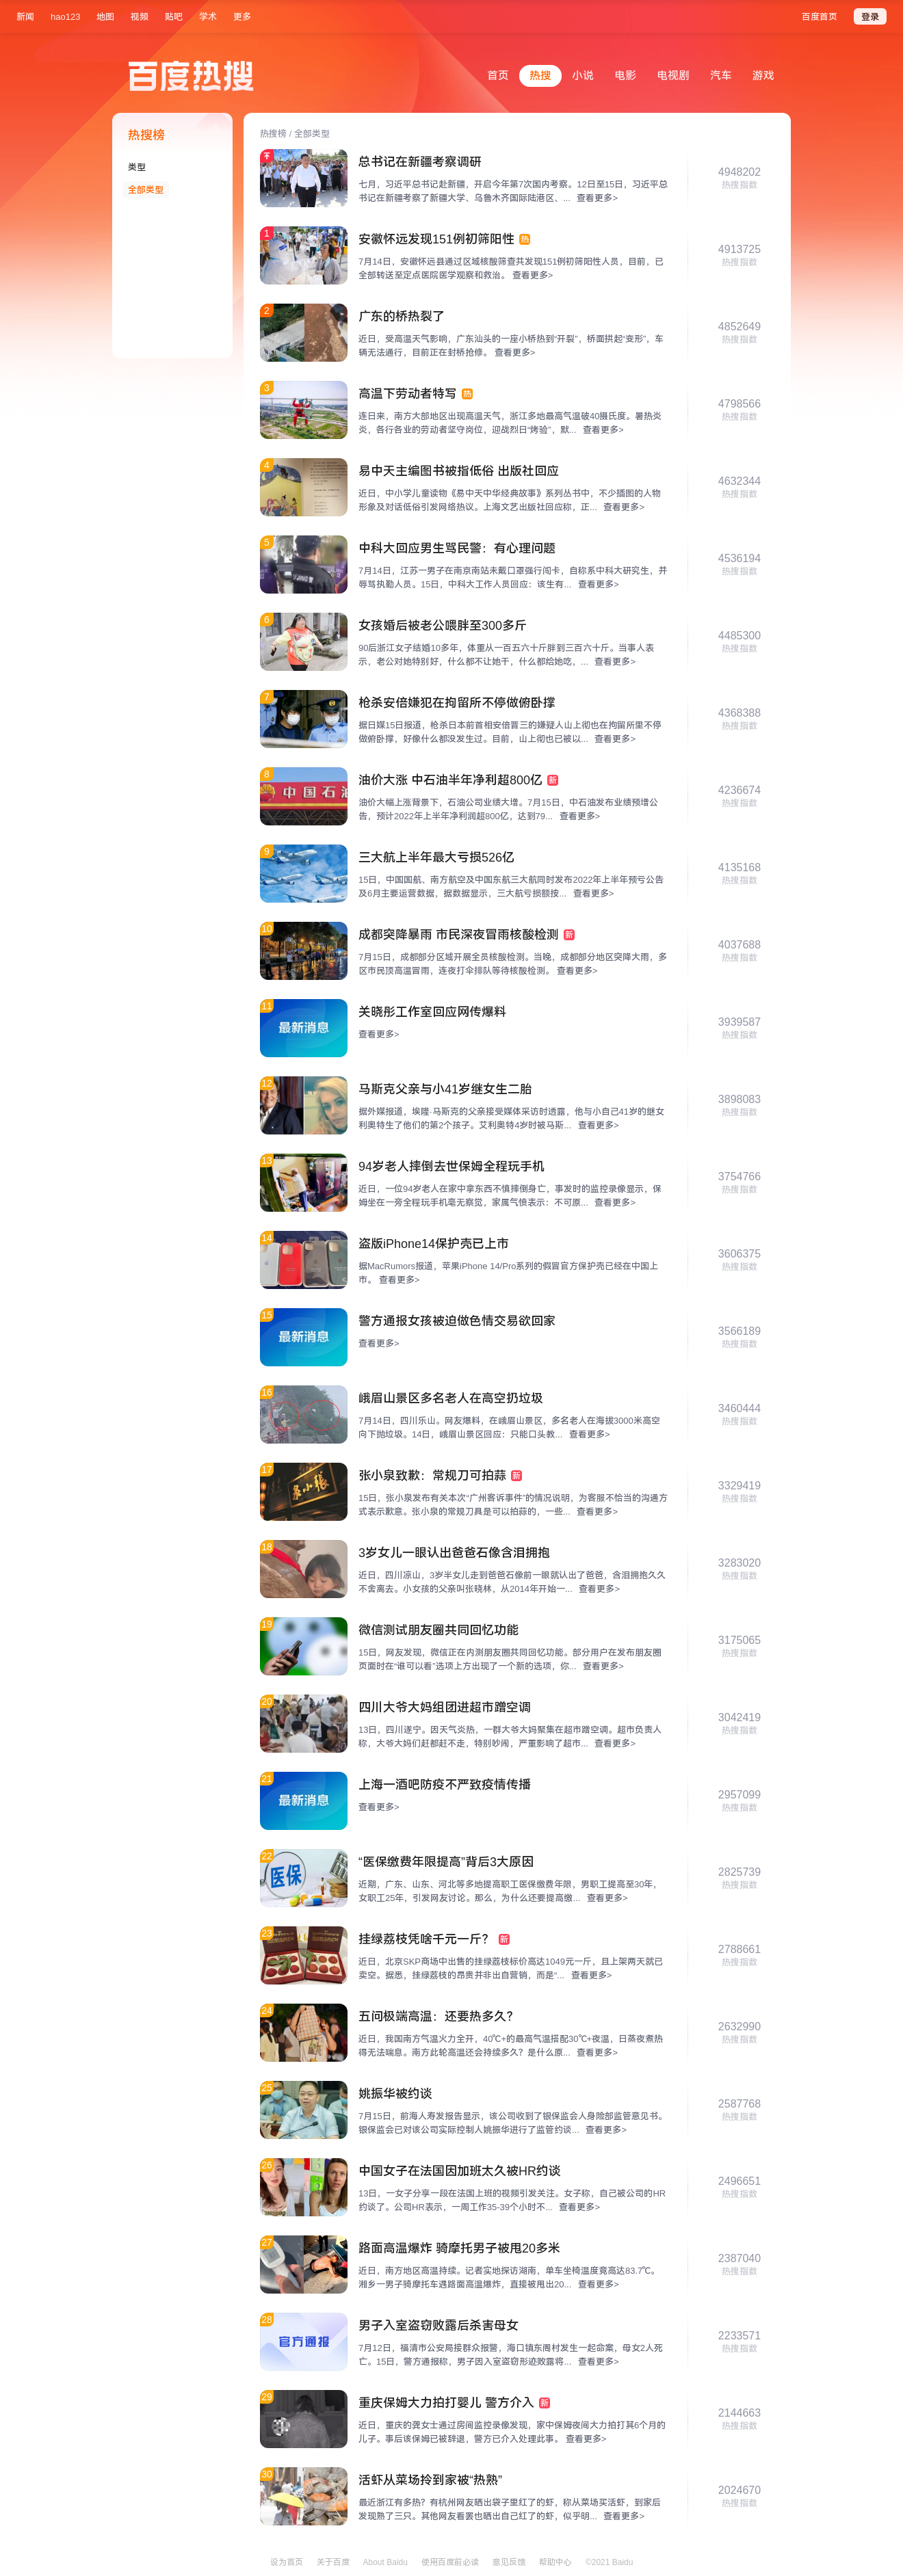 新闻 hao123 地图 视频 贴吧 学术 更多 百度首页 登录
百度热搜
首页 热搜 小说 电影 电视剧 汽车 游戏
热搜榜
类型
全部类型
热搜榜 / 全部类型
总书记在新疆考察调研
七月，习近平总书记赴新疆，开启今年第7次国内考察。12日至15日，习近平总
书记在新疆考察了新疆大学、乌鲁木齐国际陆港区、... 查看更多>
4948202
热搜指数
1
安徽怀远发现151例初筛阳性 热
7月14日，安徽怀远县通过区域核酸筛查共发现151例初筛阳性人员，目前，已
全部转送至定点医院医学观察和救治。 查看更多>
4913725
热搜指数
2
广东的桥热裂了
近日，受高温天气影响，广东汕头的一座小桥热到“开裂”，桥面拱起“变形”，车
辆无法通行，目前正在封桥抢修。 查看更多>
4852649
热搜指数
3
高温下劳动者特写 热
连日来，南方大部地区出现高温天气，浙江多地最高气温破40摄氏度。暑热炎
炎，各行各业的劳动者坚守岗位，迎战烈日“烤验”，默... 查看更多>
4798566
热搜指数
4
易中天主编图书被指低俗 出版社回应
近日，中小学儿童读物《易中天中华经典故事》系列丛书中，不少插图的人物
形象及对话低俗引发网络热议。上海文艺出版社回应称，正... 查看更多>
4632344
热搜指数
5
中科大回应男生骂民警：有心理问题
7月14日，江苏一男子在南京南站未戴口罩强行闯卡，自称系中科大研究生，并
辱骂执勤人员。15日，中科大工作人员回应：该生有... 查看更多>
4536194
热搜指数
6
女孩婚后被老公喂胖至300多斤
90后浙江女子结婚10多年，体重从一百五六十斤胖到三百六十斤。当事人表
示，老公对她特别好，什么都不让她干，什么都给她吃，... 查看更多>
4485300
热搜指数
7
枪杀安倍嫌犯在拘留所不停做俯卧撑
据日媒15日报道，枪杀日本前首相安倍晋三的嫌疑人山上彻也在拘留所里不停
做俯卧撑，好像什么都没发生过。目前，山上彻也已被以... 查看更多>
4368388
热搜指数
8
中国石油
油价大涨 中石油半年净利超800亿 新
油价大幅上涨背景下，石油公司业绩大增。7月15日，中石油发布业绩预增公
告，预计2022年上半年净利润超800亿，达到79... 查看更多>
4236674
热搜指数
9
三大航上半年最大亏损526亿
15日，中国国航、南方航空及中国东航三大航同时发布2022年上半年预亏公告
及6月主要运营数据，据数据显示，三大航亏损额按... 查看更多>
4135168
热搜指数
10
成都突降暴雨 市民深夜冒雨核酸检测 新
7月15日，成都部分区域开展全员核酸检测。当晚，成都部分地区突降大雨，多
区市民顶高温冒雨，连夜打伞排队等待核酸检测。 查看更多>
4037688
热搜指数
11
最新消息
关晓彤工作室回应网传爆料
查看更多>
3939587
热搜指数
12
马斯克父亲与小41岁继女生二胎
据外媒报道，埃隆·马斯克的父亲接受媒体采访时透露，他与小自己41岁的继女
利奥特生了他们的第2个孩子。艾利奥特4岁时被马斯... 查看更多>
3898083
热搜指数
13
94岁老人摔倒去世保姆全程玩手机
近日，一位94岁老人在家中拿东西不慎摔倒身亡，事发时的监控录像显示，保
姆坐在一旁全程玩手机毫无察觉，家属气愤表示：不可原... 查看更多>
3754766
热搜指数
14
盗版iPhone14保护壳已上市
据MacRumors报道，苹果iPhone 14/Pro系列的假冒官方保护壳已经在中国上
市。 查看更多>
3606375
热搜指数
15
最新消息
警方通报女孩被迫做色情交易欲回家
查看更多>
3566189
热搜指数
16
峨眉山景区多名老人在高空扔垃圾
7月14日，四川乐山。网友爆料，在峨眉山景区，多名老人在海拔3000米高空
向下抛垃圾。14日，峨眉山景区回应：只能口头教... 查看更多>
3460444
热搜指数
17
张小泉致歉：常规刀可拍蒜 新
15日，张小泉发布有关本次“广州客诉事件”的情况说明，为客服不恰当的沟通方
式表示歉意。张小泉的常规刀具是可以拍蒜的，一些... 查看更多>
3329419
热搜指数
18
3岁女儿一眼认出爸爸石像含泪拥抱
近日，四川凉山，3岁半女儿走到爸爸石像前一眼就认出了爸爸，含泪拥抱久久
不舍离去。小女孩的父亲叫张晓林，从2014年开始一... 查看更多>
3283020
热搜指数
19
微信测试朋友圈共同回忆功能
15日，网友发现，微信正在内测朋友圈共同回忆功能。部分用户在发布朋友圈
页面时在“谁可以看”选项上方出现了一个新的选项，你... 查看更多>
3175065
热搜指数
20
四川大爷大妈组团进超市蹭空调
13日，四川遂宁。因天气炎热，一群大爷大妈聚集在超市蹭空调。超市负责人
称，大爷大妈们赶都赶不走，特别吵闹，严重影响了超市... 查看更多>
3042419
热搜指数
21
最新消息
上海一酒吧防疫不严致疫情传播
查看更多>
2957099
热搜指数
22
医保
“医保缴费年限提高”背后3大原因
近期，广东、山东、河北等多地提高职工医保缴费年限，男职工提高至30年，
女职工25年，引发网友讨论。那么，为什么还要提高缴... 查看更多>
2825739
热搜指数
23
挂绿荔枝凭啥千元一斤？ 新
近日，北京SKP商场中出售的挂绿荔枝标价高达1049元一斤，且上架两天就已
卖空。据悉，挂绿荔枝的昂贵并非出自营销，而是“... 查看更多>
2788661
热搜指数
24
五问极端高温：还要热多久？
近日，我国南方气温火力全开，40℃+的最高气温搭配30℃+夜温，日蒸夜煮热
得无法喘息。南方此轮高温还会持续多久？是什么原... 查看更多>
2632990
热搜指数
25
姚振华被约谈
7月15日，前海人寿发报告显示，该公司收到了银保监会人身险部监管意见书。
银保监会已对该公司实际控制人姚振华进行了监管约谈... 查看更多>
2587768
热搜指数
26
中国女子在法国因加班太久被HR约谈
13日，一女子分享一段在法国上班的视频引发关注。女子称，自己被公司的HR
约谈了。公司HR表示，一周工作35-39个小时不... 查看更多>
2496651
热搜指数
27
路面高温爆炸 骑摩托男子被甩20多米
近日，南方地区高温持续。记者实地探访湖南，单车坐椅温度竟高达83.7℃。
湘乡一男子骑摩托车遇路面高温爆炸，直接被甩出20... 查看更多>
2387040
热搜指数
28
官方通报
男子入室盗窃败露后杀害母女
7月12日，福清市公安局接群众报警，海口镇东阁村发生一起命案，母女2人死
亡。15日，警方通报称，男子因入室盗窃形迹败露将... 查看更多>
2233571
热搜指数
29
重庆保姆大力拍打婴儿 警方介入 新
近日，重庆的龚女士通过房间监控录像发现，家中保姆夜间大力拍打其6个月的
儿子。事后该保姆已被辞退，警方已介入处理此事。 查看更多>
2144663
热搜指数
30
活虾从菜场拎到家被“热熟”
最近浙江有多热？有杭州网友晒出袋子里红了的虾，称从菜场买活虾，到家后
发现熟了三只。其他网友看罢也晒出自己红了的虾，似乎明... 查看更多>
2024670
热搜指数
设为首页 关于百度 About Baidu 使用百度前必读 意见反馈 帮助中心 ©2021 Baidu